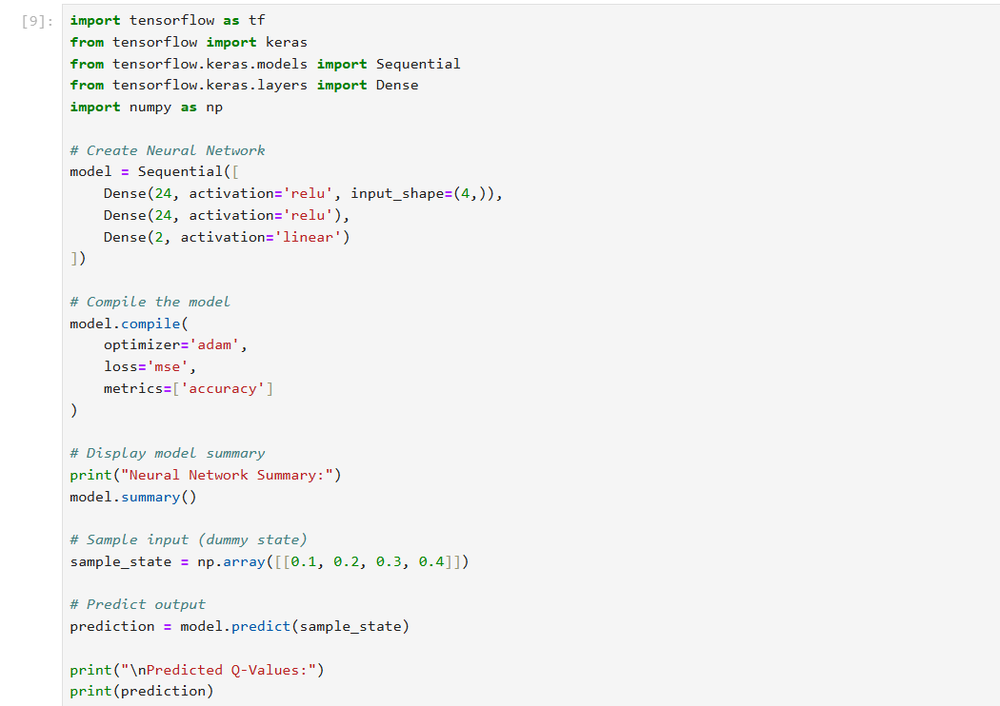 [9]:
import tensorflow as tf
from tensorflow import keras
from tensorflow.keras.models import Sequential
from tensorflow.keras.layers import Dense
import numpy as np

# Create Neural Network
model = Sequential([
    Dense(24, activation='relu', input_shape=(4,)),
    Dense(24, activation='relu'),
    Dense(2, activation='linear')
])

# Compile the model
model.compile(
    optimizer='adam',
    loss='mse',
    metrics=['accuracy']
)

# Display model summary
print("Neural Network Summary:")
model.summary()

# Sample input (dummy state)
sample_state = np.array([[0.1, 0.2, 0.3, 0.4]])

# Predict output
prediction = model.predict(sample_state)

print("\nPredicted Q-Values:")
print(prediction)